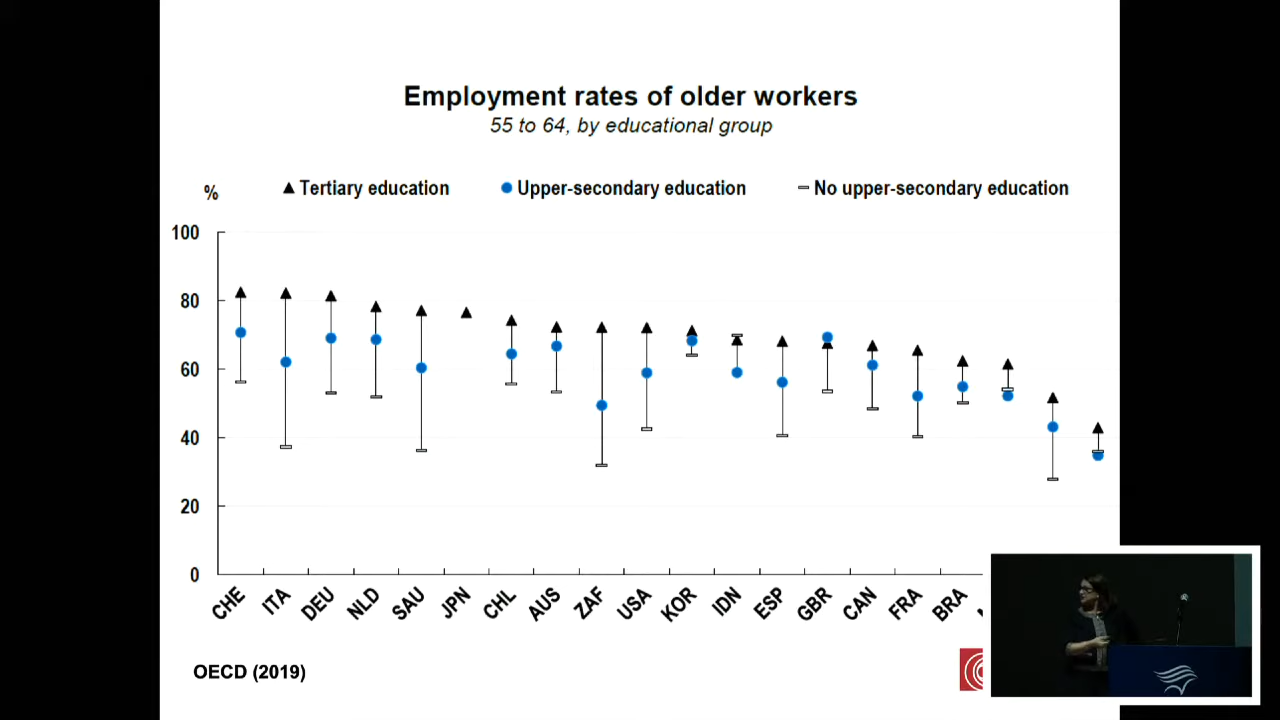 Employment rates of older workers
55 to 64, by educational group
%
Tertiary education
Upper-secondary education
No upper-secondary education
100
80
60
40
20
0
CHE ITA DEU NLD SAU JPN CHL AUS ZAF USA KOR IDN ESP GBR CAN FRA BRA
OECD (2019)